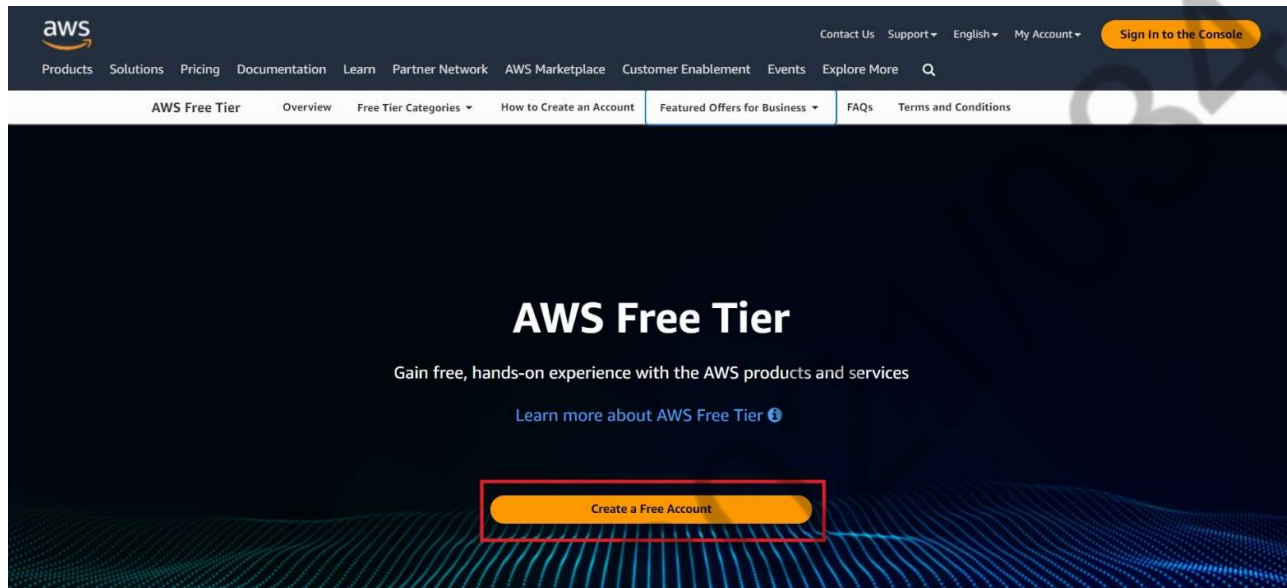 aws
Contact Us Support English My Account Sign In to the Console
Products Solutions Pricing Documentation Learn Partner Network AWS Marketplace Customer Enablement Events Explore More
AWS Free Tier Overview Free Tier Categories How to Create an Account Featured Offers for Business FAQs Terms and Conditions
AWS Free Tier
Gain free, hands-on experience with the AWS products and services
Learn more about AWS Free Tier
Create a Free Account